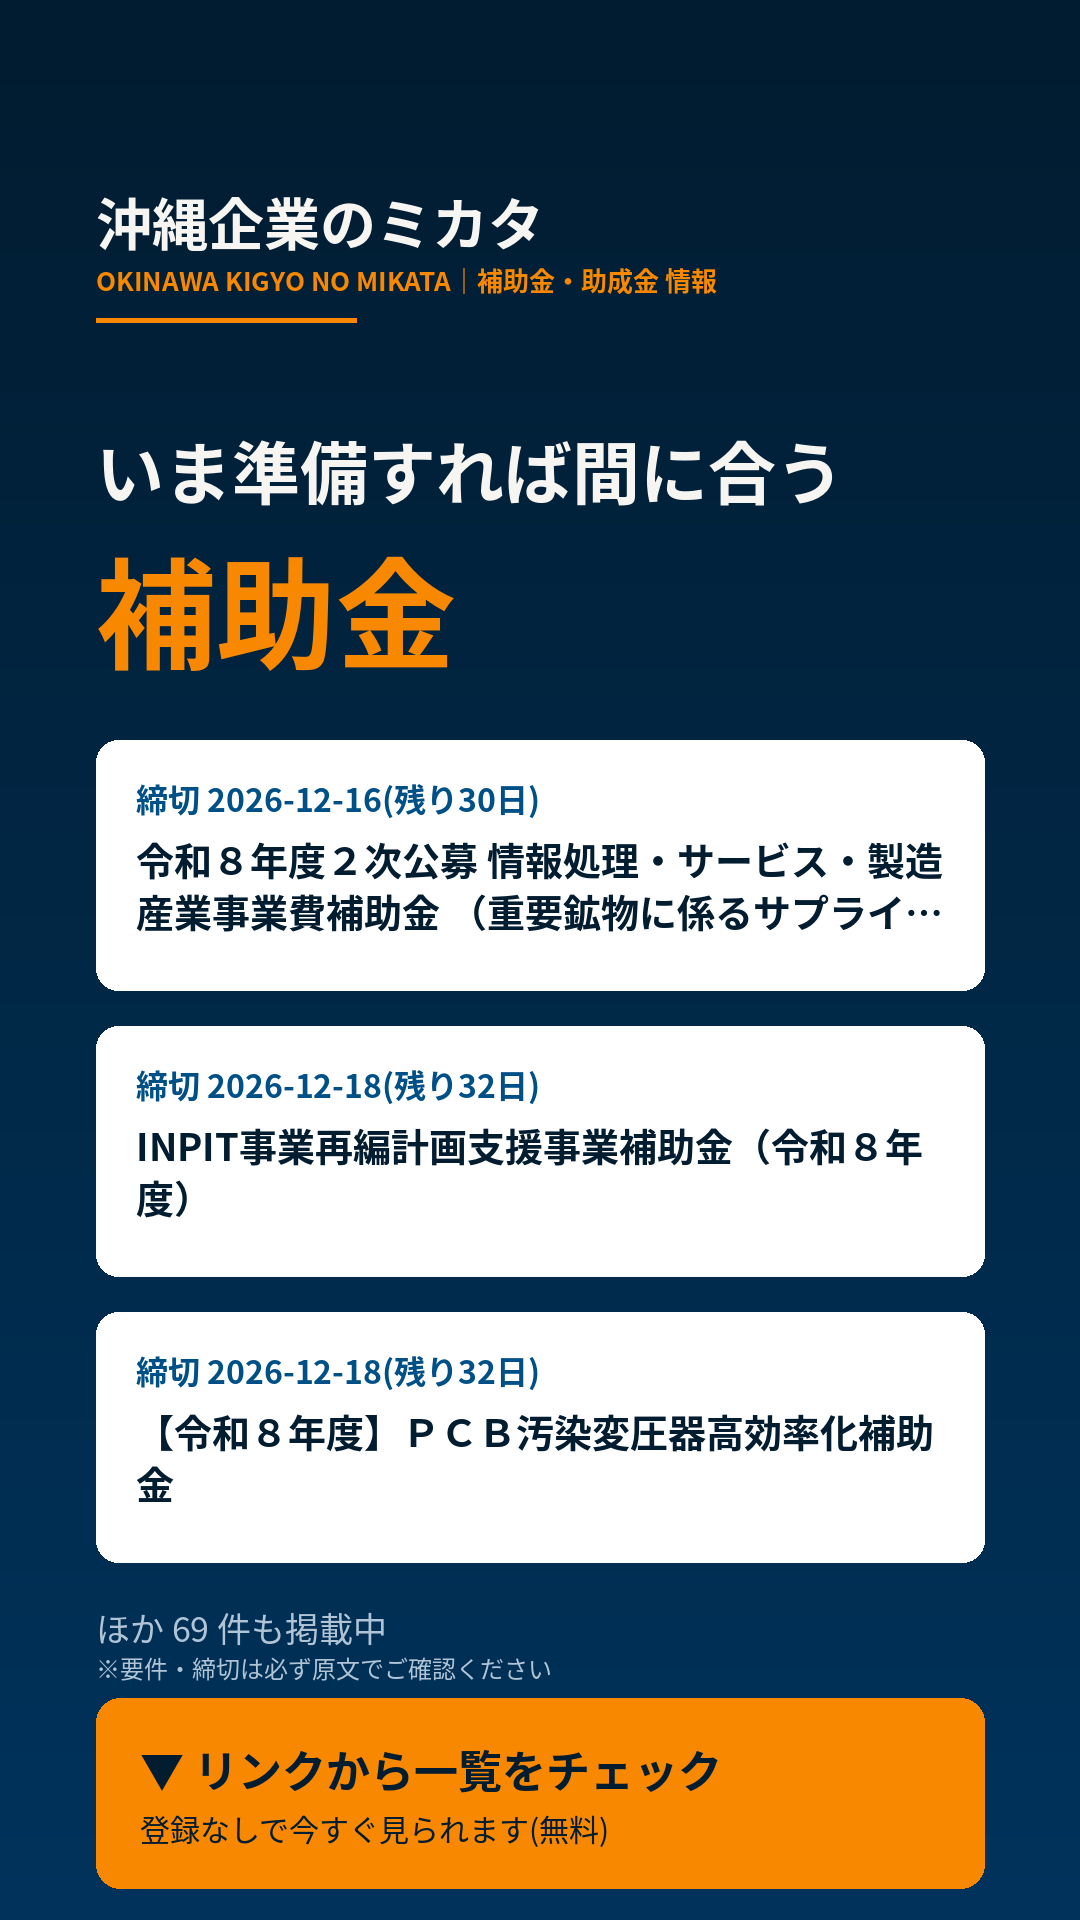 沖縄企業のミカタ
OKINAWA KIGYO NO MIKATA｜補助金・助成金 情報
いま準備すれば間に合う
補助金
締切 2026-12-16(残り30日)
令和８年度２次公募 情報処理・サービス・製造
産業事業費補助金 （重要鉱物に係るサプライ…
締切 2026-12-18(残り32日)
INPIT事業再編計画支援事業補助金（令和８年
度）
締切 2026-12-18(残り32日)
【令和８年度】ＰＣＢ汚染変圧器高効率化補助
金
ほか 69 件も掲載中
※要件・締切は必ず原文でご確認ください
▼ リンクから一覧をチェック
登録なしで今すぐ見られます(無料)